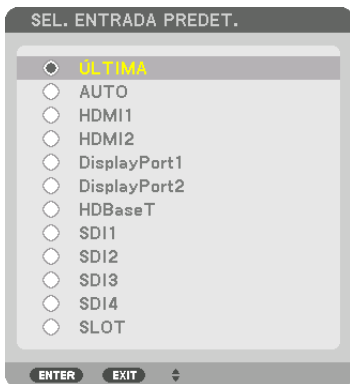 SEL. ENTRADA PREDET.
ÚLTIMA
AUTO
HDMI1
HDMI2
DisplayPort1
DisplayPort2
HDBaseT
SDI1
SDI2
SDI3
SDI4
SLOT
ENTER EXIT